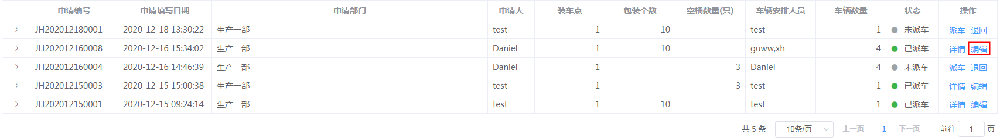 申请编号 申请填写日期 申请部门 申请人 装车点 包装个数 空桶数量(只) 车辆安排人员 车辆数量 状态 操作
JH202012180001 2020-12-18 13:30:22 生产一部 test 1 10 test 1 未派车 派车 退回
JH202012160008 2020-12-16 15:34:02 生产一部 Daniel 1 10 guww,xh 4 已派车 详情 编辑
JH202012160004 2020-12-16 14:46:39 生产一部 Daniel 1 3 Daniel 4 未派车 派车 退回
JH202012150003 2020-12-15 15:00:38 生产一部 test 1 3 test 1 已派车 详情 编辑
JH202012150001 2020-12-15 09:24:14 生产一部 test 1 10 test 1 已派车 详情 编辑
共 5 条 10条/页 上一页 1 下一页 前往 1 页